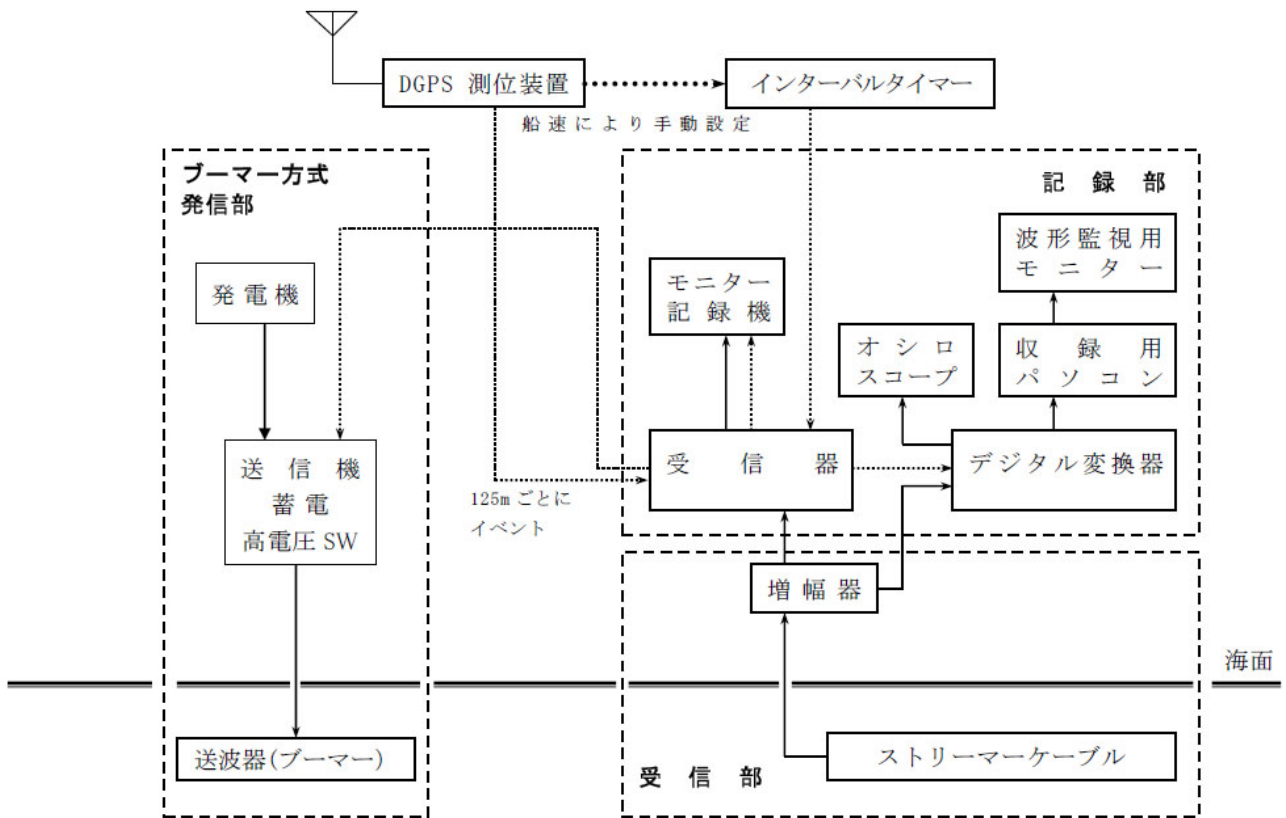 DGPS 測位装置
インターバルタイマー
船速により手動設定
ブーマー方式
発信部
記録部
波形監視用
モニター
発電機
モニター
記録機
オシロ
スコープ
収録用
パソコン
送信機
蓄電
高電圧 SW
受信器
デジタル変換器
125m ごとに
イベント
増幅器
海面
送波器(ブーマー)
ストリーマーケーブル
受信部